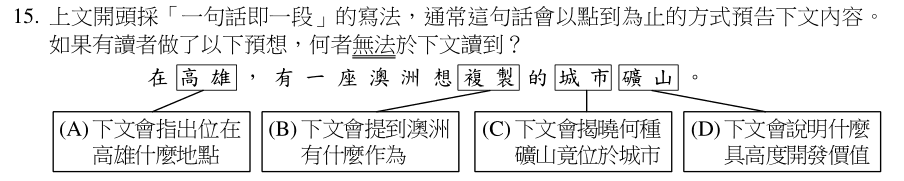 15. 上文開頭採「一句話即一段」的寫法，通常這句話會以點到為止的方式預告下文內容。
如果有讀者做了以下預想，何者無法於下文讀到？
在高雄，有一座澳洲想複製的城市礦山。
(A) 下文會指出位在
高雄什麼地點
(B) 下文會提到澳洲
有什麼作為
(C) 下文會揭曉何種
礦山竟位於城市
(D) 下文會說明什麼
具高度開發價值